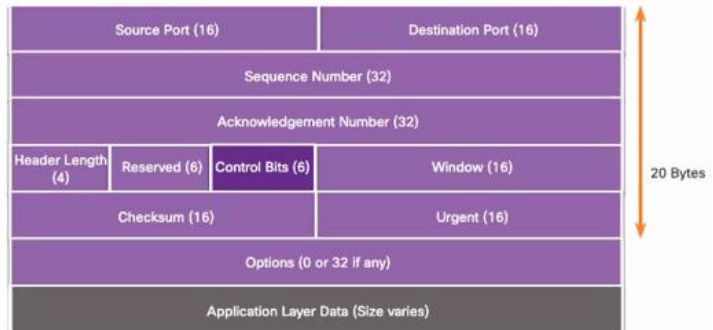 Source Port (16) Destination Port (16)
Sequence Number (32)
Acknowledgement Number (32)
Header Length (4) Reserved (6) Control Bits (6) Window (16)
20 Bytes
Checksum (16) Urgent (16)
Options (0 or 32 if any)
Application Layer Data (Size varies)